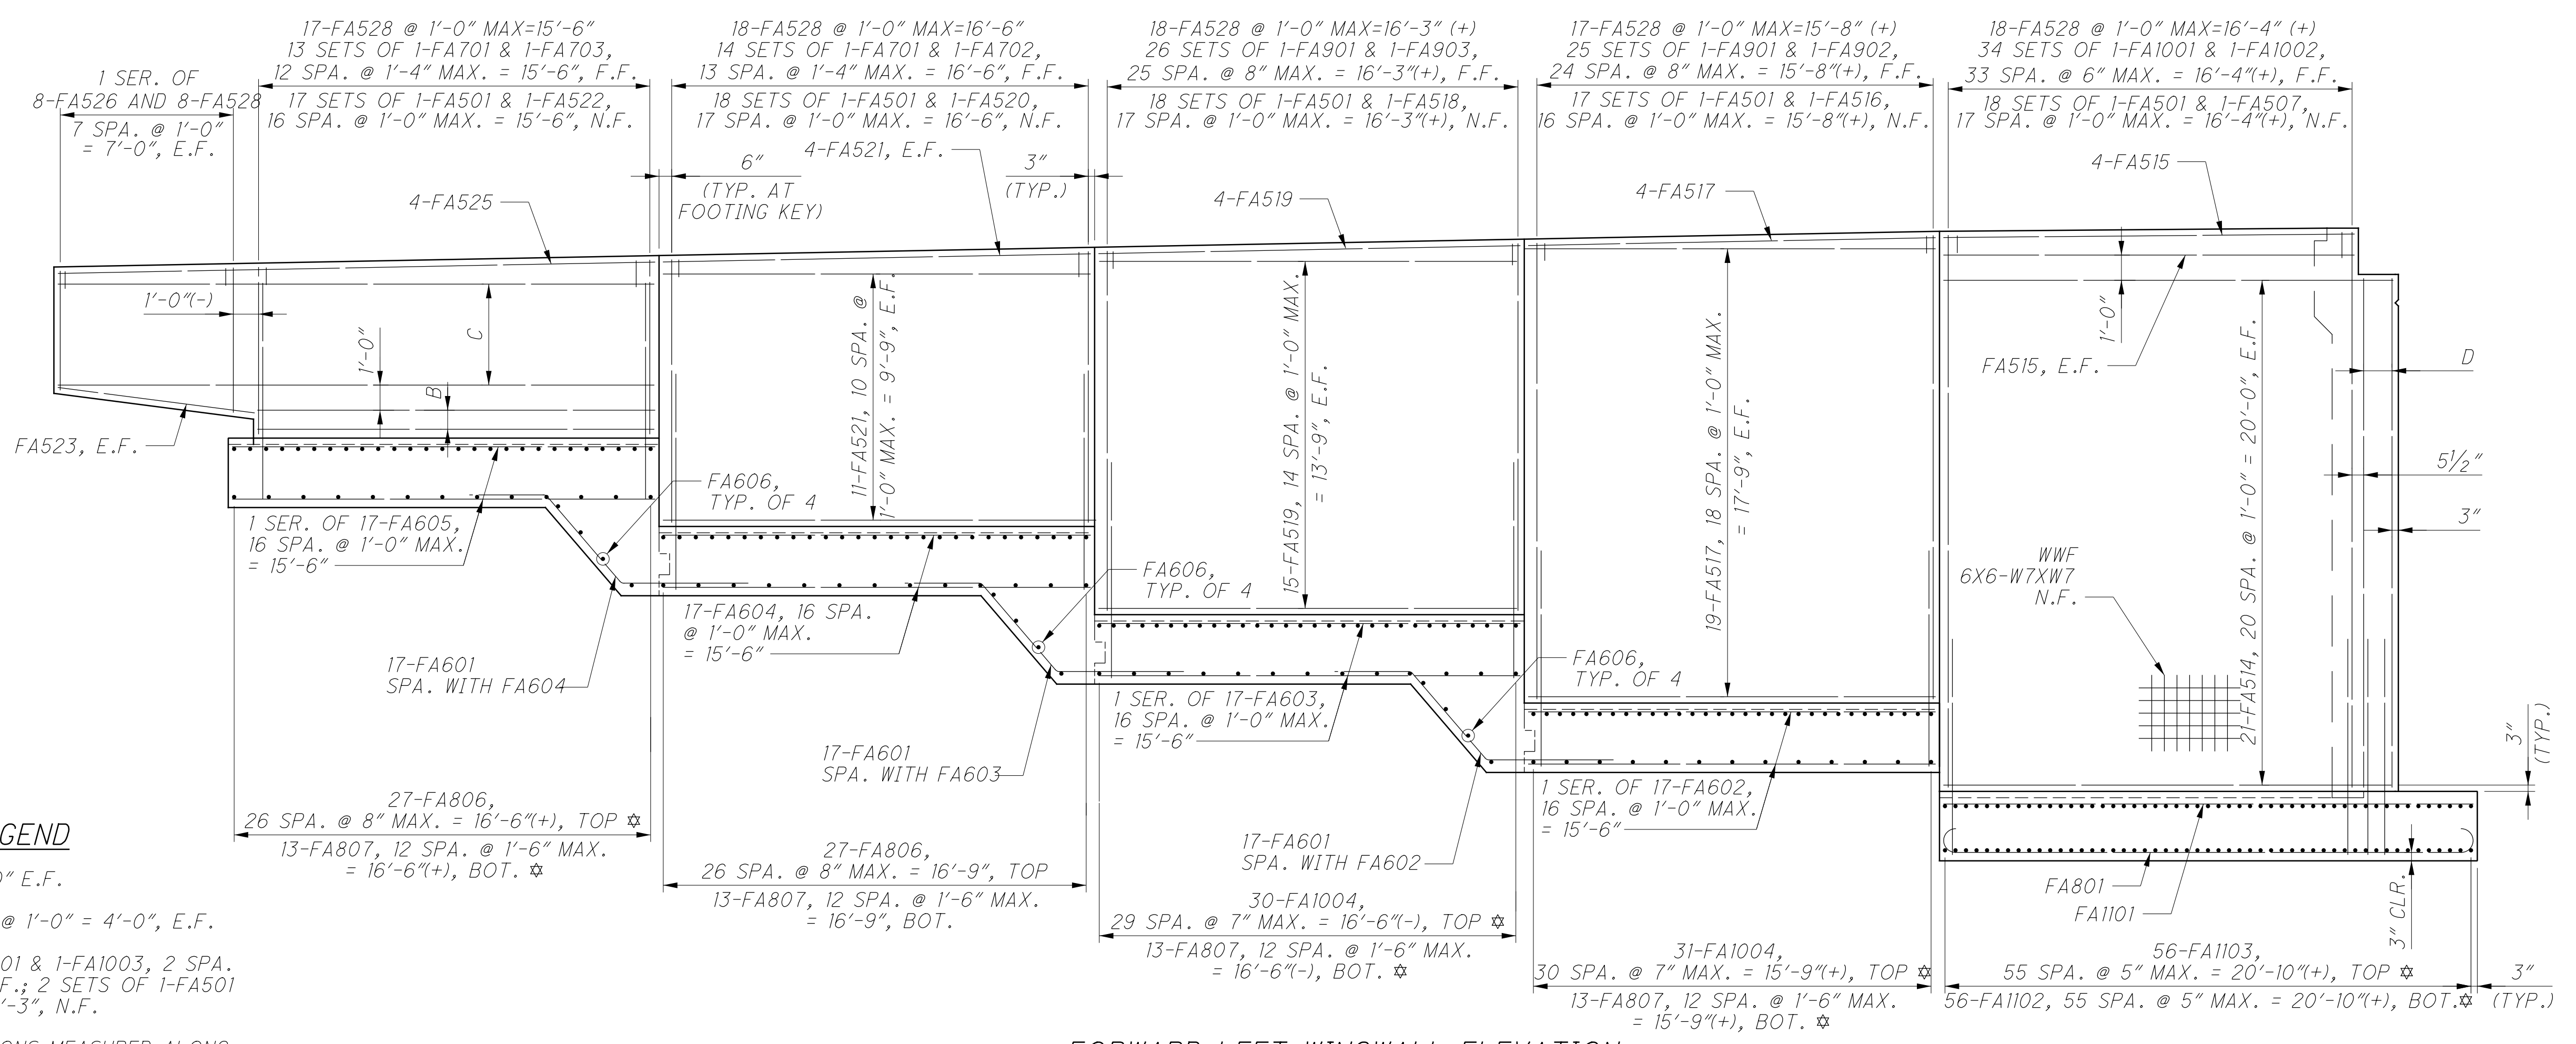 17-FA528 @ 1'-0" MAX=15'-6"
13 SETS OF 1-FA701 & 1-FA703,
12 SPA. @ 1'-4" MAX. = 15'-6", F.F.
17 SETS OF 1-FA501 & 1-FA522,
16 SPA. @ 1'-0" MAX. = 15'-6", N.F.
18-FA528 @ 1'-0" MAX=16'-6"
14 SETS OF 1-FA701 & 1-FA702,
13 SPA. @ 1'-4" MAX. = 16'-6", F.F.
18 SETS OF 1-FA501 & 1-FA520,
17 SPA. @ 1'-0" MAX. = 16'-6", N.F.
18-FA528 @ 1'-0" MAX=16'-3" (+)
26 SETS OF 1-FA901 & 1-FA903,
25 SPA. @ 8" MAX. = 16'-3"(+), F.F.
18 SETS OF 1-FA501 & 1-FA518,
17 SPA. @ 1'-0" MAX. = 16'-3"(+), N.F.
17-FA528 @ 1'-0" MAX=15'-8" (+)
25 SETS OF 1-FA901 & 1-FA902,
24 SPA. @ 8" MAX. = 15'-8"(+), F.F.
17 SETS OF 1-FA501 & 1-FA516,
16 SPA. @ 1'-0" MAX. = 15'-8"(+), N.F.
18-FA528 @ 1'-0" MAX=16'-4" (+)
34 SETS OF 1-FA1001 & 1-FA1002,
33 SPA. @ 6" MAX. = 16'-4"(+), F.F.
18 SETS OF 1-FA501 & 1-FA507,
17 SPA. @ 1'-0" MAX. = 16'-4"(+), N.F.
1 SER. OF
8-FA526 AND 8-FA528
7 SPA. @ 1'-0"
= 7'-0", E.F.
4-FA525
6"
(TYP. AT
FOOTING KEY)
4-FA521, E.F.
3"
(TYP.)
4-FA519
4-FA517
4-FA515
1'-0"(-)
1'-0"
C
B
FA523, E.F.
11-FA521, 10 SPA. @
1'-0" MAX. = 9'-9", E.F.
15-FA519, 14 SPA. @ 1'-0" MAX.
= 13'-9", E.F.
19-FA517, 18 SPA. @ 1'-0" MAX.
= 17'-9", E.F.
1'-0"
FA515, E.F.
21-FA514, 20 SPA. @ 1'-0" = 20'-0", E.F.
D
5½"
3"
WWF
6X6-W7XW7
N.F.
3"
(TYP.)
FA606,
TYP. OF 4
FA606,
TYP. OF 4
FA606,
TYP. OF 4
1 SER. OF 17-FA605,
16 SPA. @ 1'-0" MAX.
= 15'-6"
17-FA601
SPA. WITH FA604
17-FA604, 16 SPA.
@ 1'-0" MAX.
= 15'-6"
17-FA601
SPA. WITH FA603
1 SER. OF 17-FA603,
16 SPA. @ 1'-0" MAX.
= 15'-6"
17-FA601
SPA. WITH FA602
1 SER. OF 17-FA602,
16 SPA. @ 1'-0" MAX.
= 15'-6"
27-FA806,
26 SPA. @ 8" MAX. = 16'-6"(+), TOP ✡
13-FA807, 12 SPA. @ 1'-6" MAX.
= 16'-6"(+), BOT. ✡
27-FA806,
26 SPA. @ 8" MAX. = 16'-9", TOP
13-FA807, 12 SPA. @ 1'-6" MAX.
= 16'-9", BOT.
30-FA1004,
29 SPA. @ 7" MAX. = 16'-6"(-), TOP ✡
13-FA807, 12 SPA. @ 1'-6" MAX.
= 16'-6"(-), BOT. ✡
31-FA1004,
30 SPA. @ 7" MAX. = 15'-9"(+), TOP ✡
13-FA807, 12 SPA. @ 1'-6" MAX.
= 15'-9"(+), BOT. ✡
FA801
FA1101
3" CLR.
56-FA1103,
55 SPA. @ 5" MAX. = 20'-10"(+), TOP ✡
56-FA1102, 55 SPA. @ 5" MAX. = 20'-10"(+), BOT.✡
3"
(TYP.)
GEND
" E.F.
@ 1'-0" = 4'-0", E.F.
01 & 1-FA1003, 2 SPA.
F.; 2 SETS OF 1-FA501
'-3", N.F.
MEASURED ALONG
FORWARD LEFT WINGWALL ELEVATION